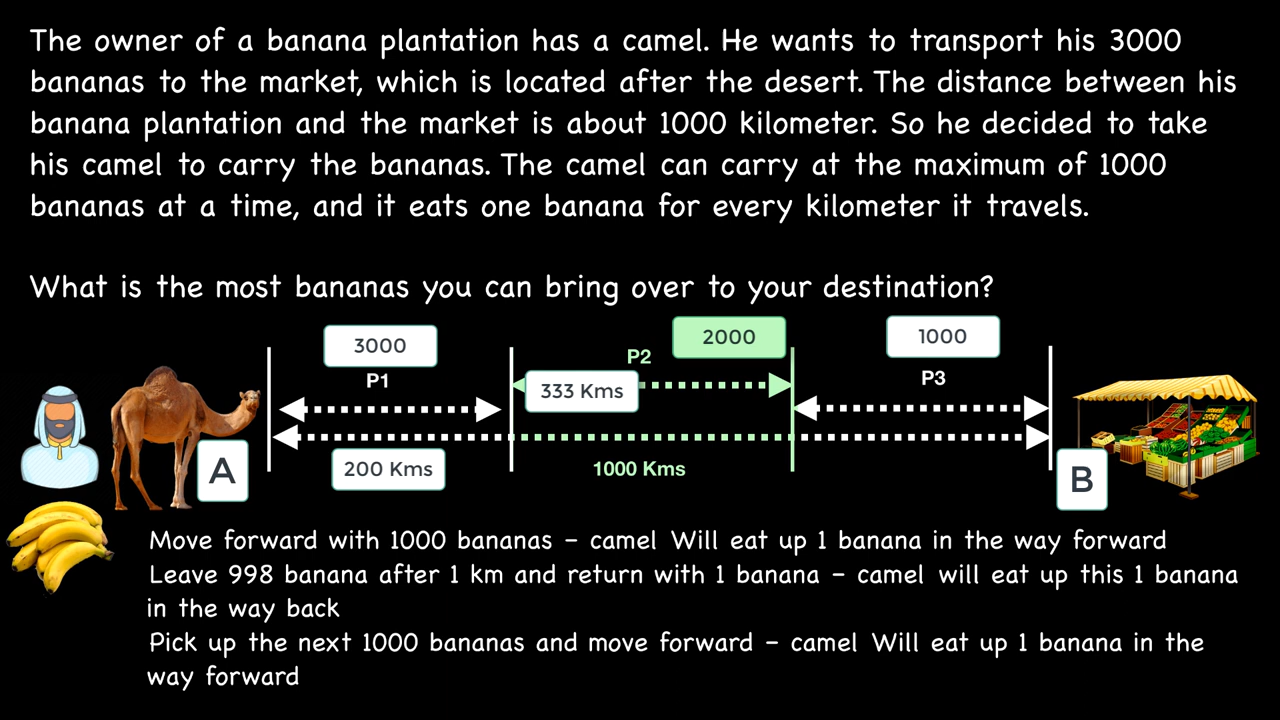 The owner of a banana plantation has a camel. He wants to transport his 3000
bananas to the market, which is located after the desert. The distance between his
banana plantation and the market is about 1000 kilometer. So he decided to take
his camel to carry the bananas. The camel can carry at the maximum of 1000
bananas at a time, and it eats one banana for every kilometer it travels.
What is the most bananas you can bring over to your destination?
3000
P1
P2
2000
333 Kms
1000
P3
A
200 Kms
1000 Kms
B
Move forward with 1000 bananas – camel Will eat up 1 banana in the way forward
Leave 998 banana after 1 km and return with 1 banana – camel will eat up this 1 banana
in the way back
Pick up the next 1000 bananas and move forward – camel Will eat up 1 banana in the
way forward